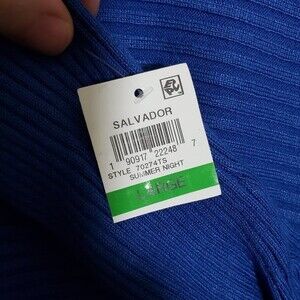 SALVADOR
1 90917 22248 7
STYLE 70274TS
SUMMER NIGHT
LARGE